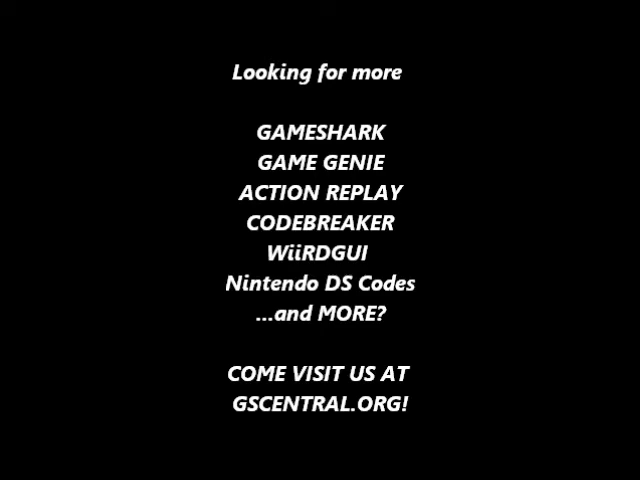 Looking for more
GAMESHARK
GAME GENIE
ACTION REPLAY
CODEBREAKER
WiiRDGUI
Nintendo DS Codes
...and MORE?
COME VISIT US AT
GSCENTRAL.ORG!